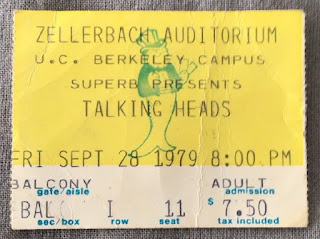 ZELLERBACH AUDITORIUM
U.C. BERKELEY CAMPUS
SUPERB PRESENTS
TALKING HEADS
FRI SEPT 28 1979 8:00 PM
BALCONY ADULT
gate/aisle admission
BALC I 11 $ 7.50
sec/box row seat tax included